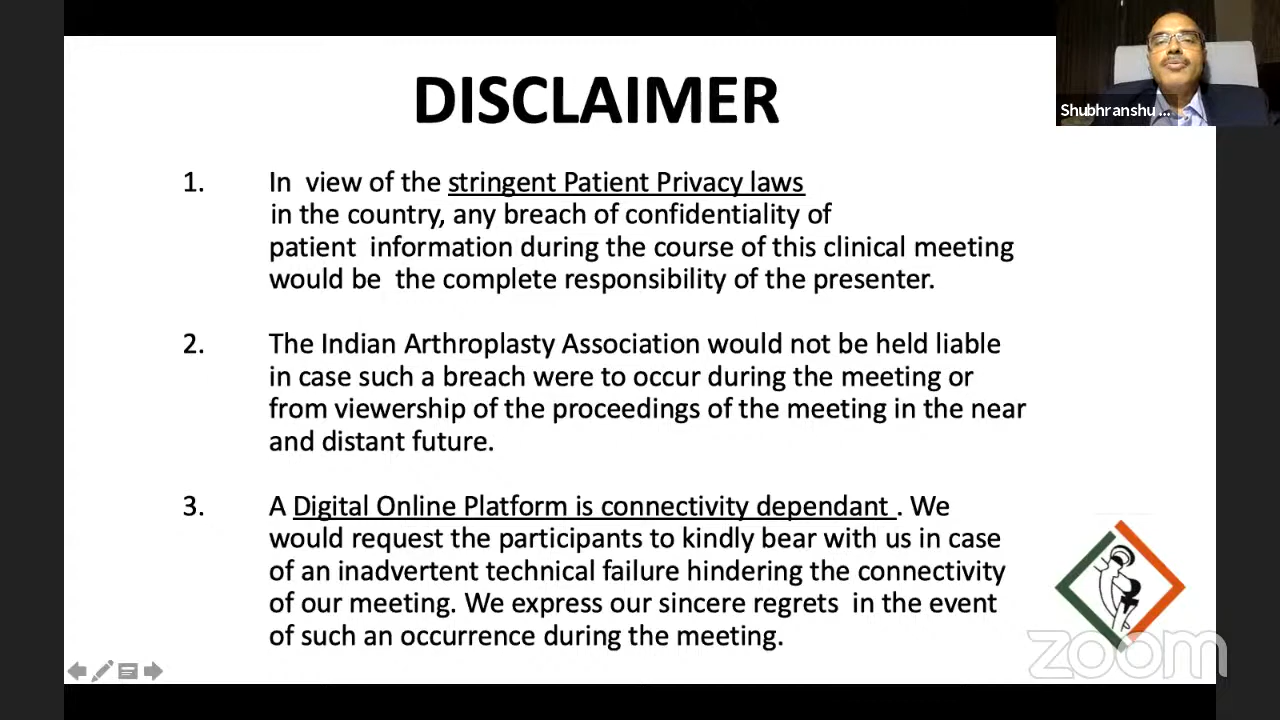 DISCLAIMER
Shubhranshu ...
1. In view of the stringent Patient Privacy laws
in the country, any breach of confidentiality of
patient information during the course of this clinical meeting
would be the complete responsibility of the presenter.
2. The Indian Arthroplasty Association would not be held liable
in case such a breach were to occur during the meeting or
from viewership of the proceedings of the meeting in the near
and distant future.
3. A Digital Online Platform is connectivity dependant . We
would request the participants to kindly bear with us in case
of an inadvertent technical failure hindering the connectivity
of our meeting. We express our sincere regrets in the event
of such an occurrence during the meeting.
zoom